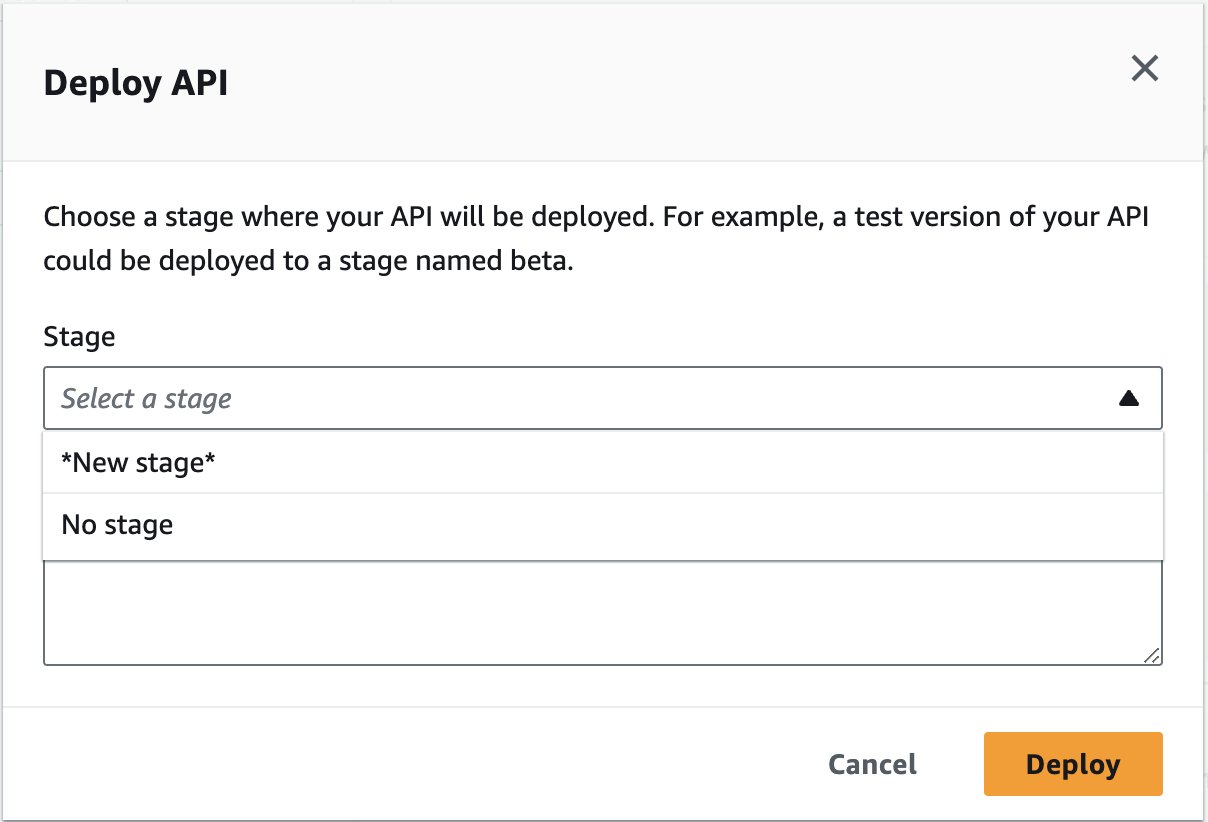 Deploy API
Choose a stage where your API will be deployed. For example, a test version of your API
could be deployed to a stage named beta.
Stage
Select a stage
*New stage*
No stage
Cancel
Deploy